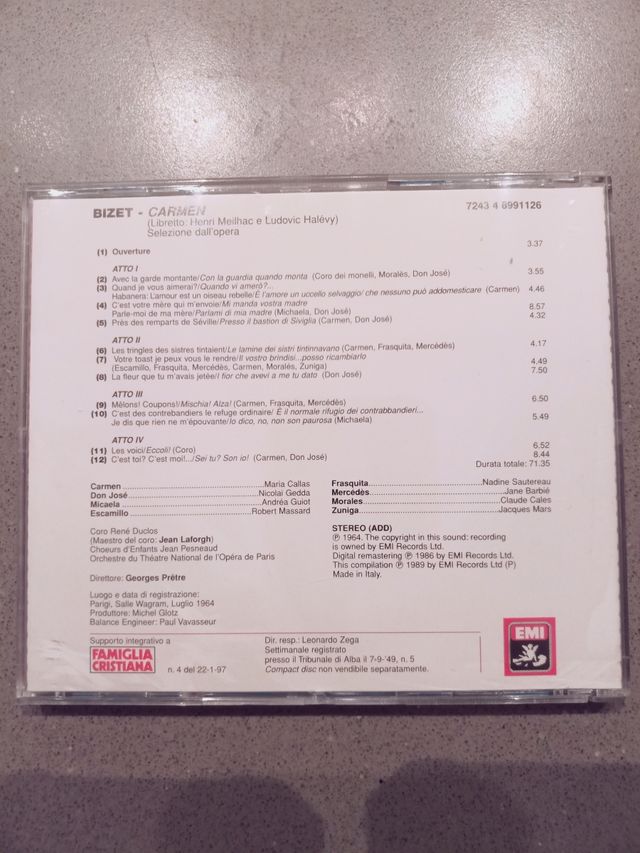 BIZET - CARMEN 7243 4 8991126
(Libretto: Henri Meilhac e Ludovic Halévy)
Selezione dall'opera
(1) Ouverture 3.37
ATTO I
(2) Avec la garde montante/Con la guardia quando monta (Coro dei monelli, Moralès, Don José) 3.55
(3) Quand je vous aimerai?/Quando vi amerò?...
Habanera: L'amour est un oiseau rebelle/È l'amore un uccello selvaggio/ che nessuno può addomesticare (Carmen) 4.46
(4) C'est votre mère qui m'envoie/Mi manda vostra madre
Parle-moi de ma mère/Parlami di mia madre (Michaela, Don José) 8.57
(5) Près des remparts de Séville/Presso il bastion di Siviglia (Carmen, Don José) 4.32
ATTO II
(6) Les tringles des sistres tintaient/Le lamine dei sistri tintinnavano (Carmen, Frasquita, Mercédès) 4.17
(7) Votre toast je peux vous le rendre/Il vostro brindisi...posso ricambiarlo
(Escamillo, Frasquita, Mercédès, Carmen, Moralés, Zuniga) 4.49
(8) La fleur que tu m'avais jetée/I fior che avevi a me tu dato (Don José) 7.50
ATTO III
(9) Mêlons! Coupons!/Mischia! Alza! (Carmen, Frasquita, Mercédès) 6.50
(10) C'est des contrebandiers le refuge ordinaire/ È il normale rifugio dei contrabbandieri...
Je dis que rien ne m'épouvante/Io dico, no, non son paurosa (Michaela) 5.49
ATTO IV
(11) Les voici/Eccoli! (Coro) 6.52
(12) C'est toi? C'est moi!.../Sei tu? Son io! (Carmen, Don José) 8.44
Durata totale: 71.35
Carmen Maria Callas
Don José Nicolai Gedda
Micaela Andréa Guiot
Escamillo Robert Massard
Frasquita Nadine Sautereau
Mercédès Jane Barbié
Morales Claude Cales
Zuniga Jacques Mars
Coro René Duclos
(Maestro del coro: Jean Laforgh)
Choeurs d'Enfants Jean Pesneaud
Orchestre du Théatre National de l'Opéra de Paris
Direttore: Georges Prêtre
Luogo e data di registrazione:
Parigi, Salle Wagram, Luglio 1964
Produttore: Michel Glotz
Balance Engineer: Paul Vavasseur
STEREO (ADD)
℗ 1964. The copyright in this sound: recording
is owned by EMI Records Ltd.
Digital remastering ℗ 1986 by EMI Records Ltd.
This compilation ℗ 1989 by EMI Records Ltd (P)
Made in Italy.
Supporto integrativo a
FAMIGLIA
CRISTIANA
n. 4 del 22-1-97
Dir. resp.: Leonardo Zega
Settimanale registrato
presso il Tribunale di Alba il 7-9-'49, n. 5
Compact disc non vendibile separatamente.
EMI